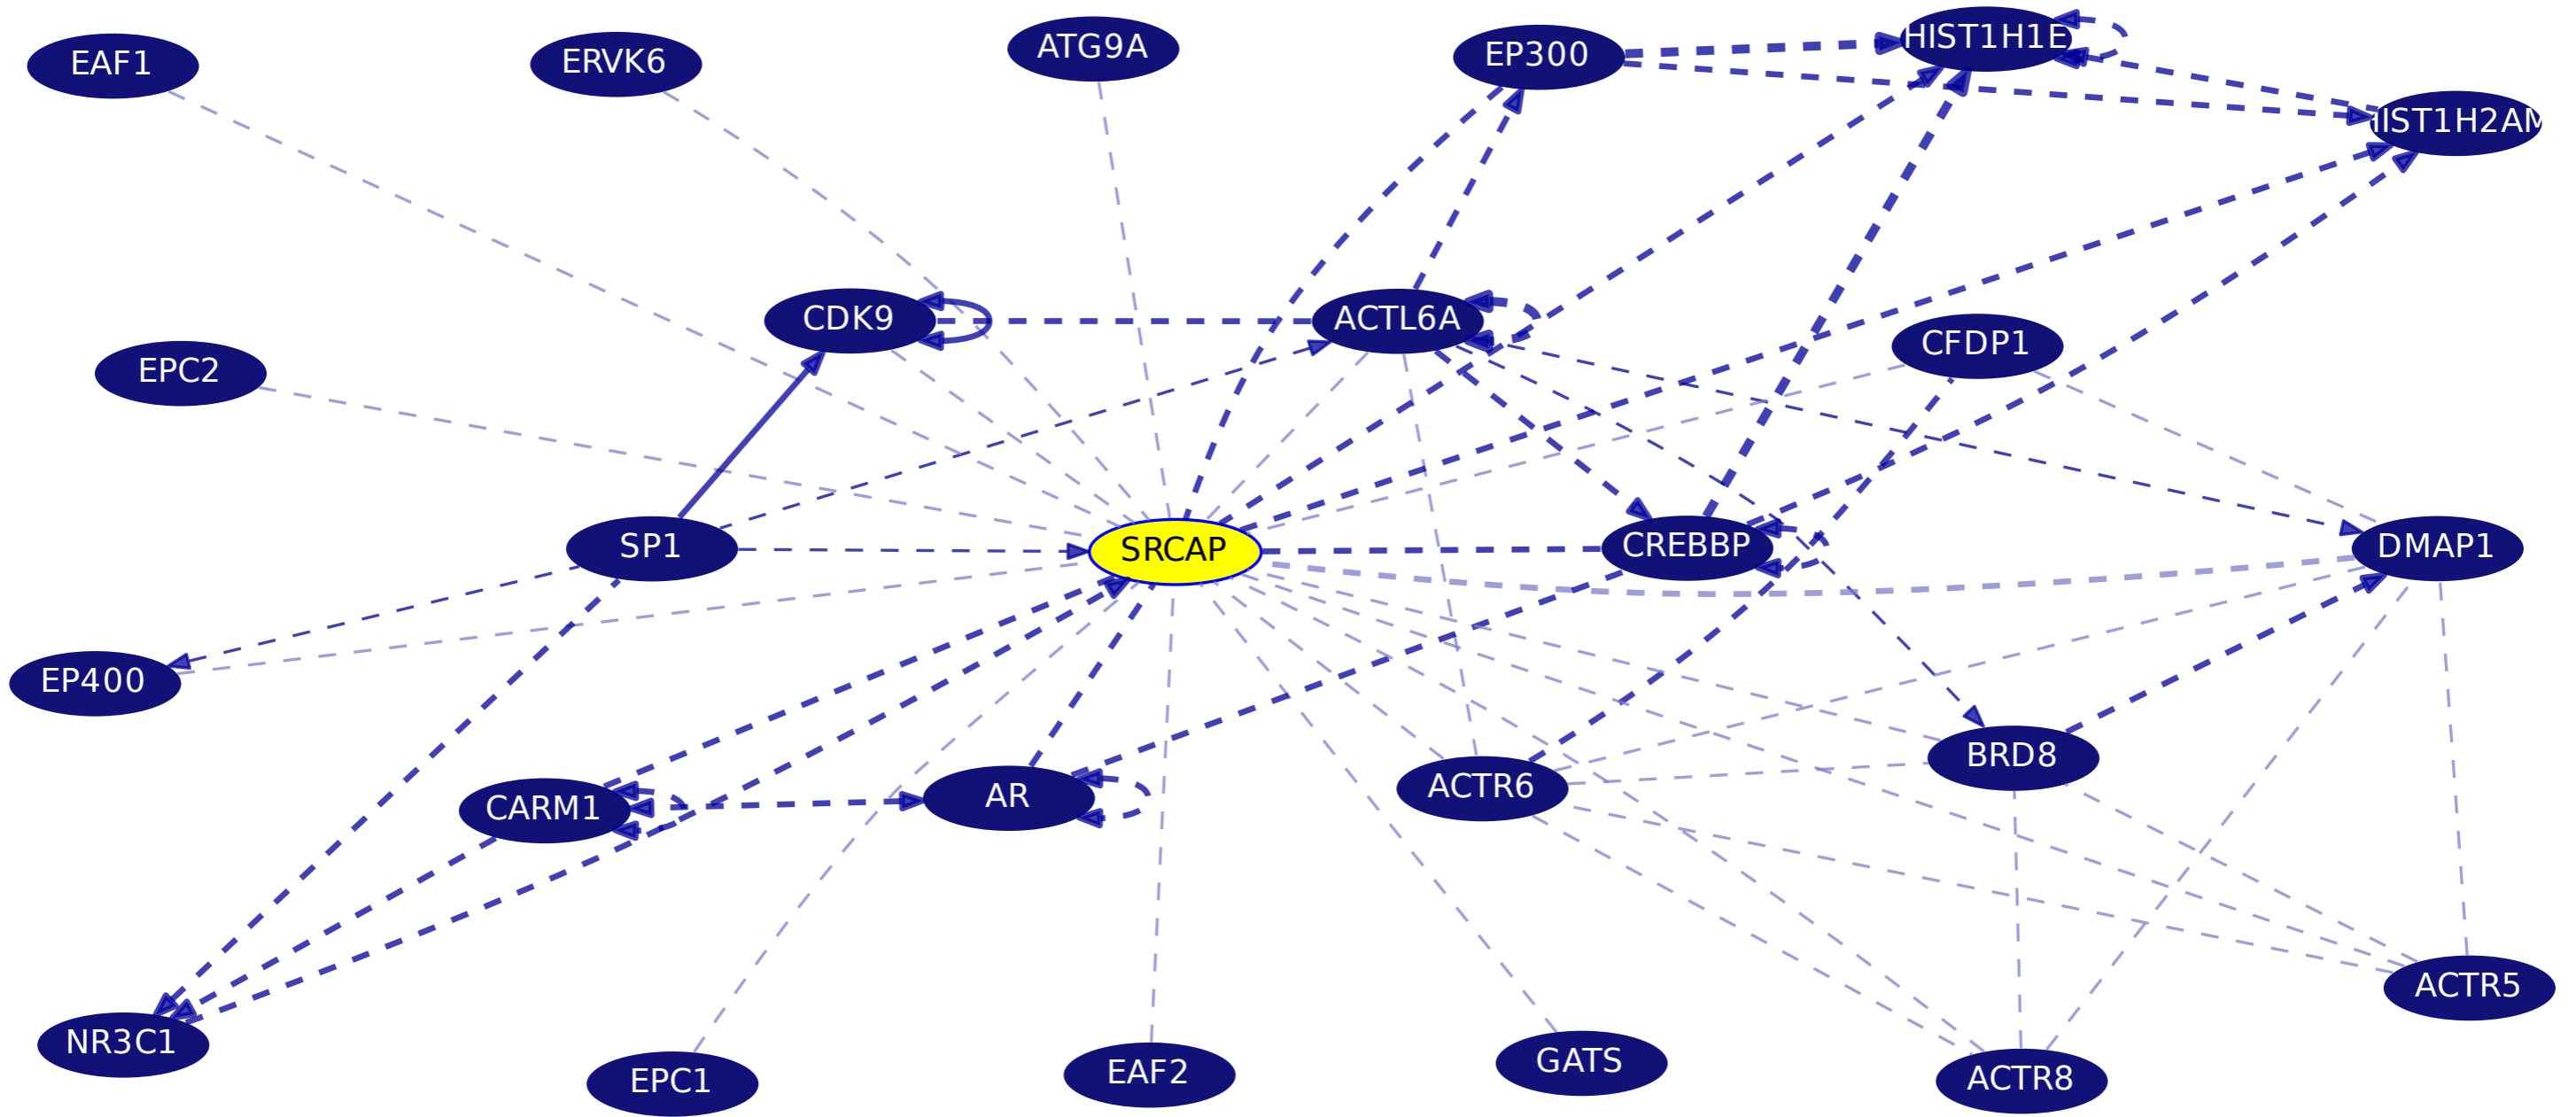 EAF1
ERVK6
ATG9A
EP300
HIST1H1E
HIST1H2AM
CDK9
ACTL6A
CFDP1
EPC2
SP1
SRCAP
CREBBP
DMAP1
EP400
CARM1
AR
ACTR6
BRD8
NR3C1
EPC1
EAF2
GATS
ACTR8
ACTR5